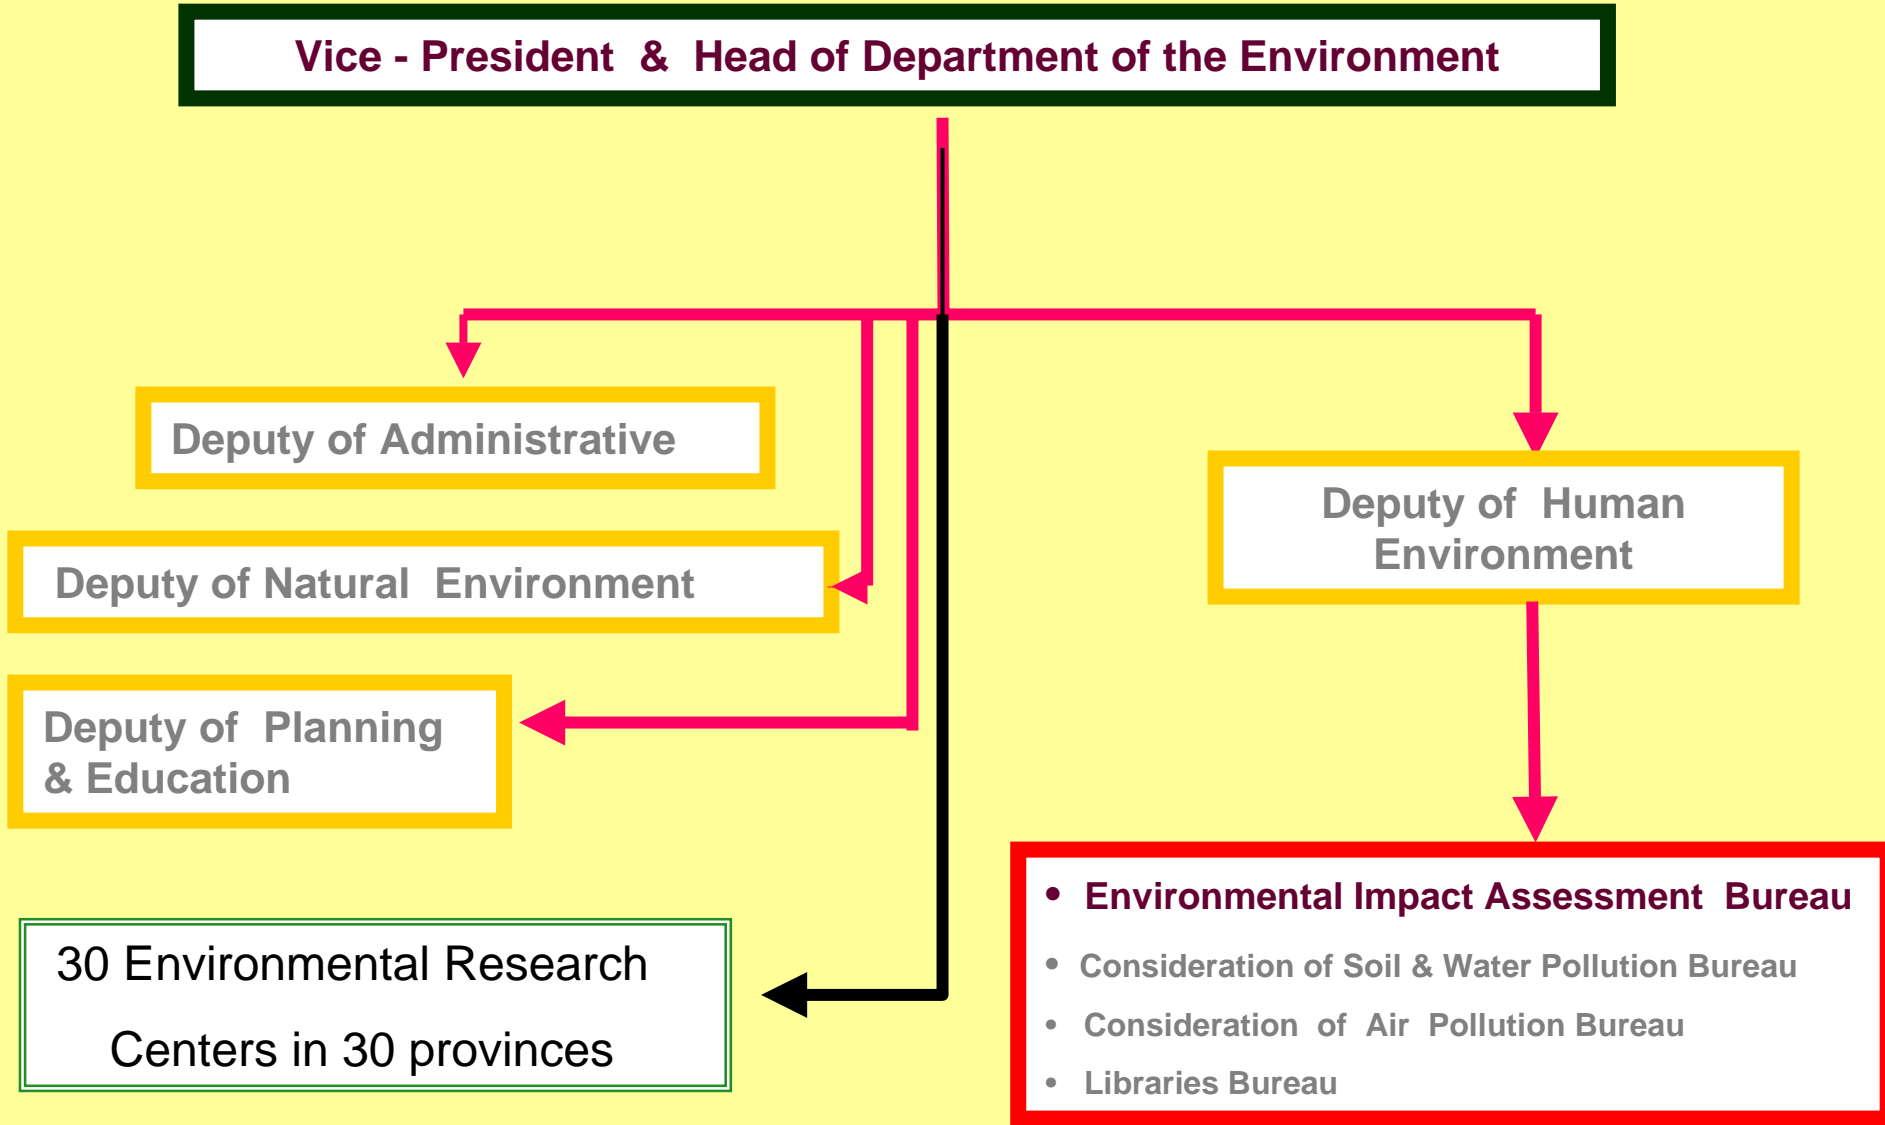 Vice - President & Head of Department of the Environment
Deputy of Administrative
Deputy of Natural Environment
Deputy of Planning
& Education
30 Environmental Research
Centers in 30 provinces
Deputy of Human
Environment
• Environmental Impact Assessment Bureau
• Consideration of Soil & Water Pollution Bureau
• Consideration of Air Pollution Bureau
• Libraries Bureau